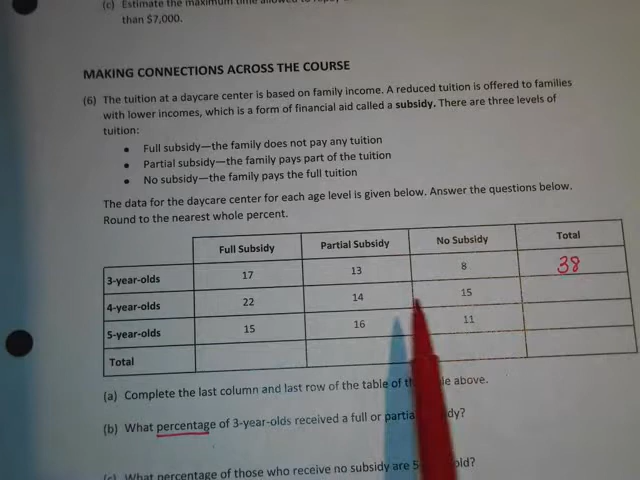 (c) Estimate the maximum
than $7,000.
MAKING CONNECTIONS ACROSS THE COURSE
(6) The tuition at a daycare center is based on family income. A reduced tuition is offered to families
with lower incomes, which is a form of financial aid called a subsidy. There are three levels of
tuition:
• Full subsidy—the family does not pay any tuition
• Partial subsidy—the family pays part of the tuition
• No subsidy—the family pays the full tuition
The data for the daycare center for each age level is given below. Answer the questions below.
Round to the nearest whole percent.
Full Subsidy Partial Subsidy No Subsidy Total
3-year-olds 17 13 8 38
4-year-olds 22 14 15
5-year-olds 15 16 11
Total
(a) Complete the last column and last row of the table of above.
(b) What percentage of 3-year-olds received a full or
(c) What percentage of those who receive no subsidy are 5